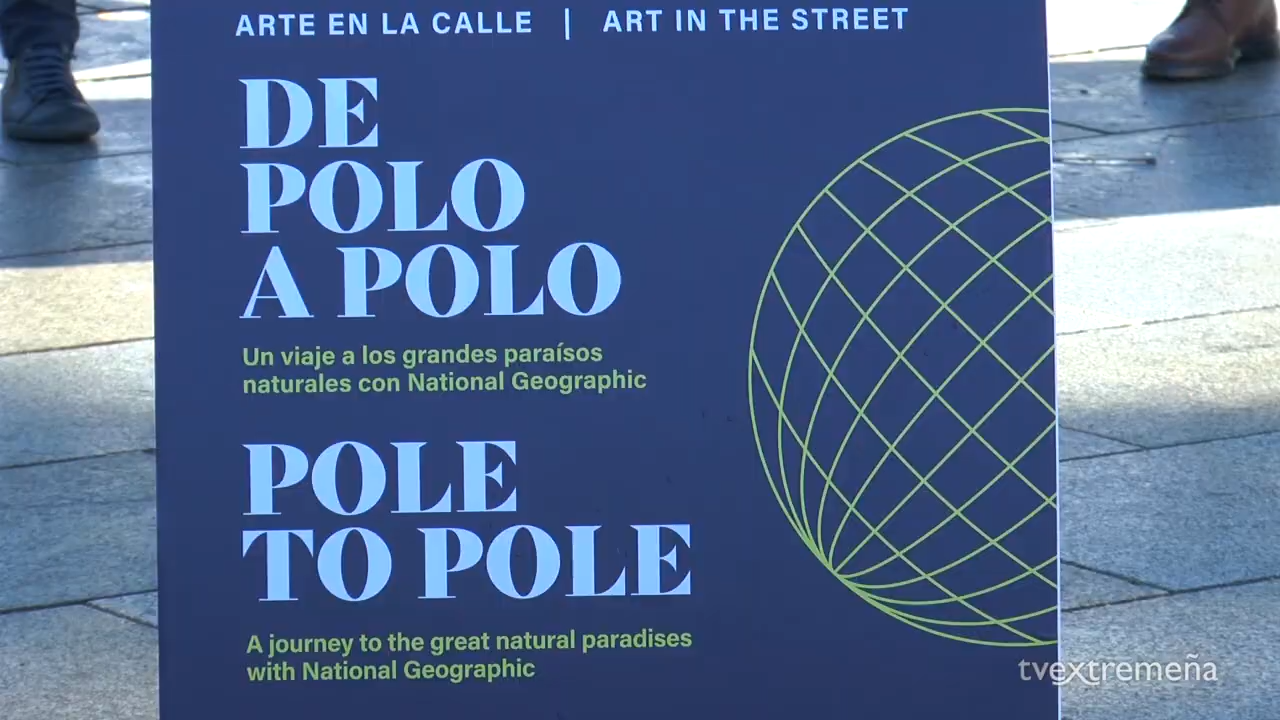 ARTE EN LA CALLE | ART IN THE STREET
DE
POLO
A POLO
Un viaje a los grandes paraísos
naturales con National Geographic
POLE
TO POLE
A journey to the great natural paradises
with National Geographic
tvextremeña